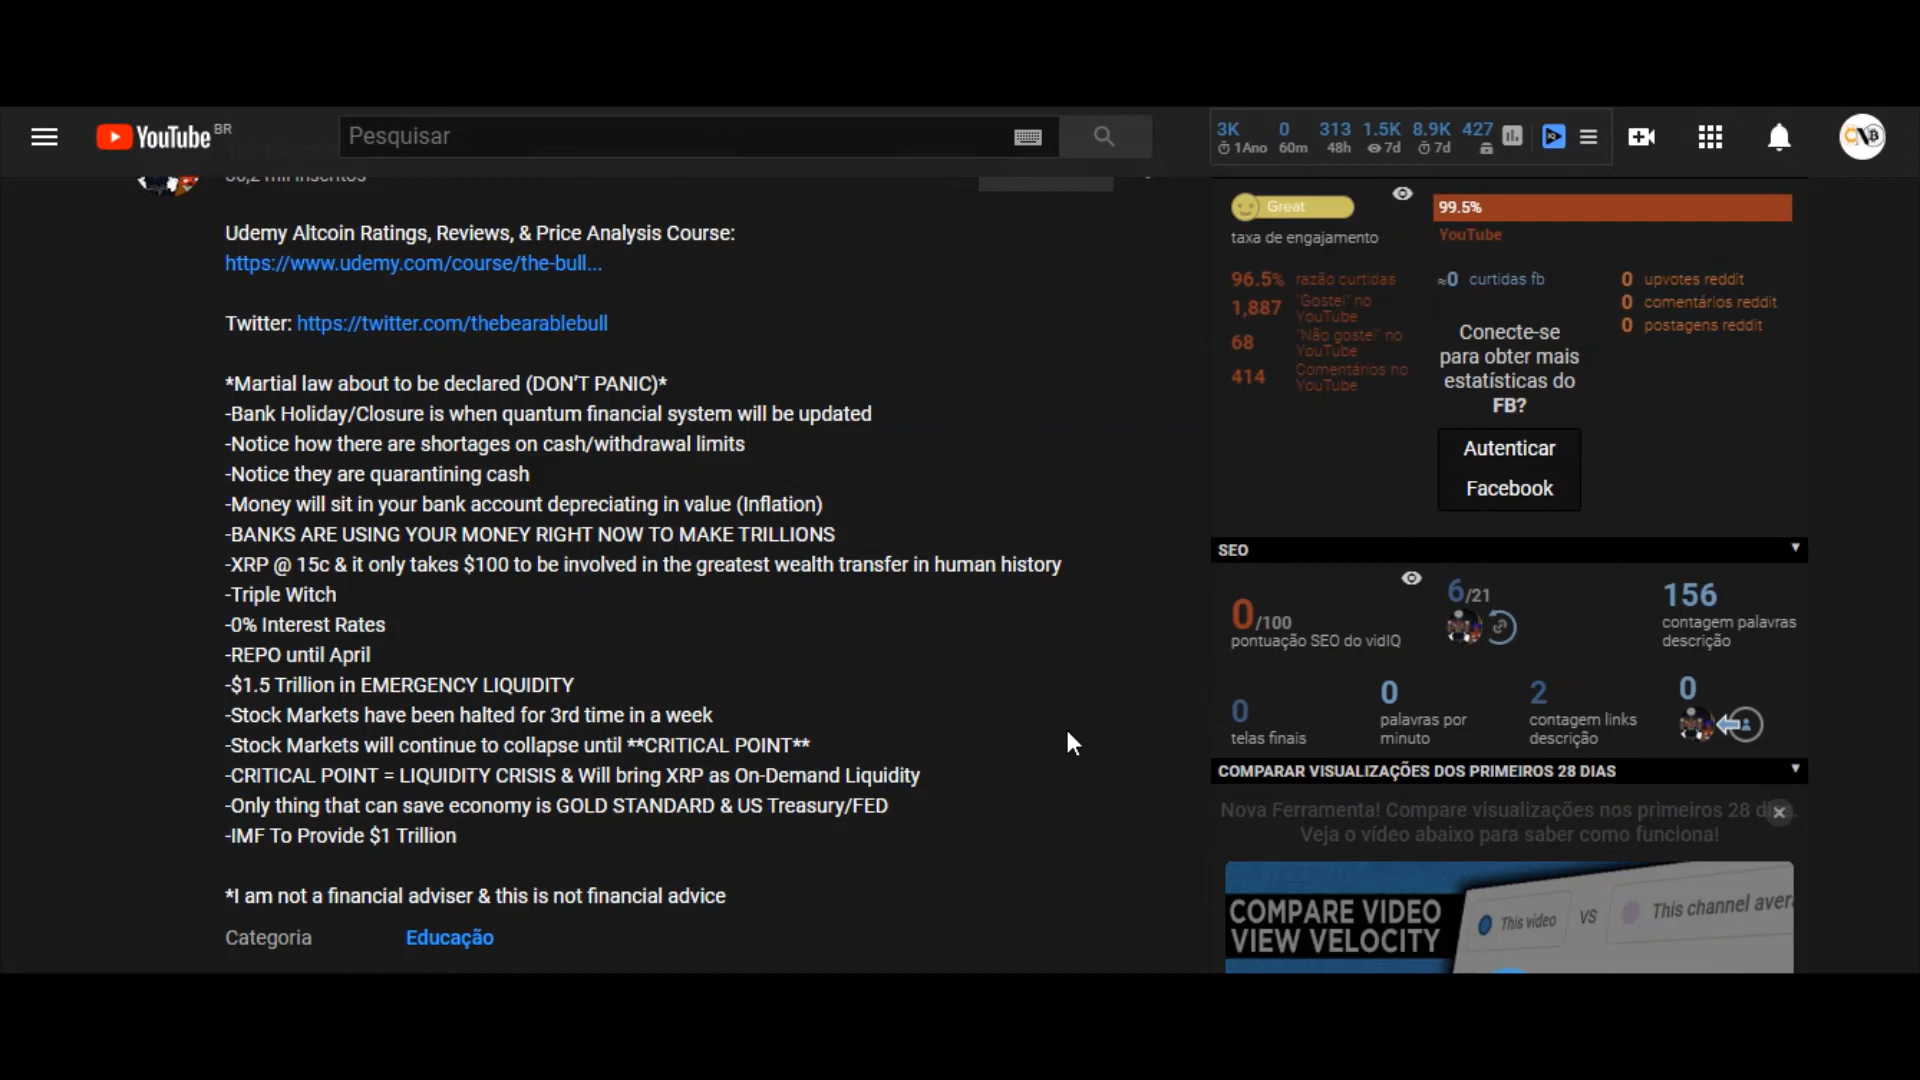 YouTube BR
Pesquisar
3K 0 313 1.5K 8.9K 427
1Ano 60m 48h 7d 7d
Udemy Altcoin Ratings, Reviews, & Price Analysis Course:
https://www.udemy.com/course/the-bull...
Twitter: https://twitter.com/thebearablebull
*Martial law about to be declared (DON'T PANIC)*
-Bank Holiday/Closure is when quantum financial system will be updated
-Notice how there are shortages on cash/withdrawal limits
-Notice they are quarantining cash
-Money will sit in your bank account depreciating in value (Inflation)
-BANKS ARE USING YOUR MONEY RIGHT NOW TO MAKE TRILLIONS
-XRP @ 15c & it only takes $100 to be involved in the greatest wealth transfer in human history
-Triple Witch
-0% Interest Rates
-REPO until April
-$1.5 Trillion in EMERGENCY LIQUIDITY
-Stock Markets have been halted for 3rd time in a week
-Stock Markets will continue to collapse until **CRITICAL POINT**
-CRITICAL POINT = LIQUIDITY CRISIS & Will bring XRP as On-Demand Liquidity
-Only thing that can save economy is GOLD STANDARD & US Treasury/FED
-IMF To Provide $1 Trillion
*I am not a financial adviser & this is not financial advice
Categoria Educação
Great
taxa de engajamento
99.5%
YouTube
96.5% razão curtidas
1,887 "Gostei" no
YouTube
68 "Não gostei" no
YouTube
414 Comentários no
YouTube
≈0 curtidas fb
0 upvotes reddit
0 comentários reddit
0 postagens reddit
Conecte-se
para obter mais
estatísticas do
FB?
Autenticar
Facebook
SEO
0/100
pontuação SEO do vidIQ
6/21
156
contagem palavras
descrição
0
telas finais
0
palavras por
minuto
2
contagem links
descrição
0
COMPARAR VISUALIZAÇÕES DOS PRIMEIROS 28 DIAS
Nova Ferramenta! Compare visualizações nos primeiros 28 dias.
Veja o vídeo abaixo para saber como funciona!
COMPARE VIDEO
VIEW VELOCITY
This video VS This channel aver